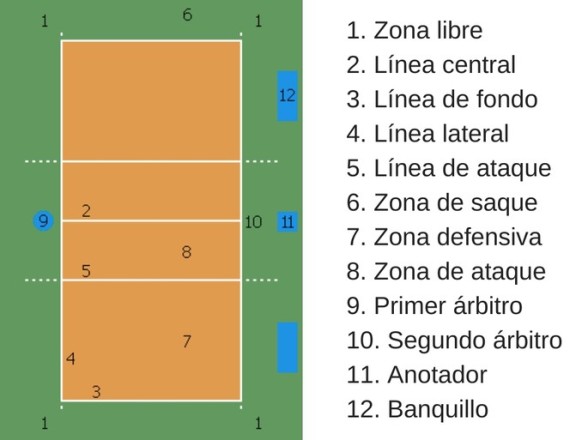 1 6 1
12
2
9 10 11
8
5
7
4
3
1 1
1. Zona libre
2. Línea central
3. Línea de fondo
4. Línea lateral
5. Línea de ataque
6. Zona de saque
7. Zona defensiva
8. Zona de ataque
9. Primer árbitro
10. Segundo árbitro
11. Anotador
12. Banquillo